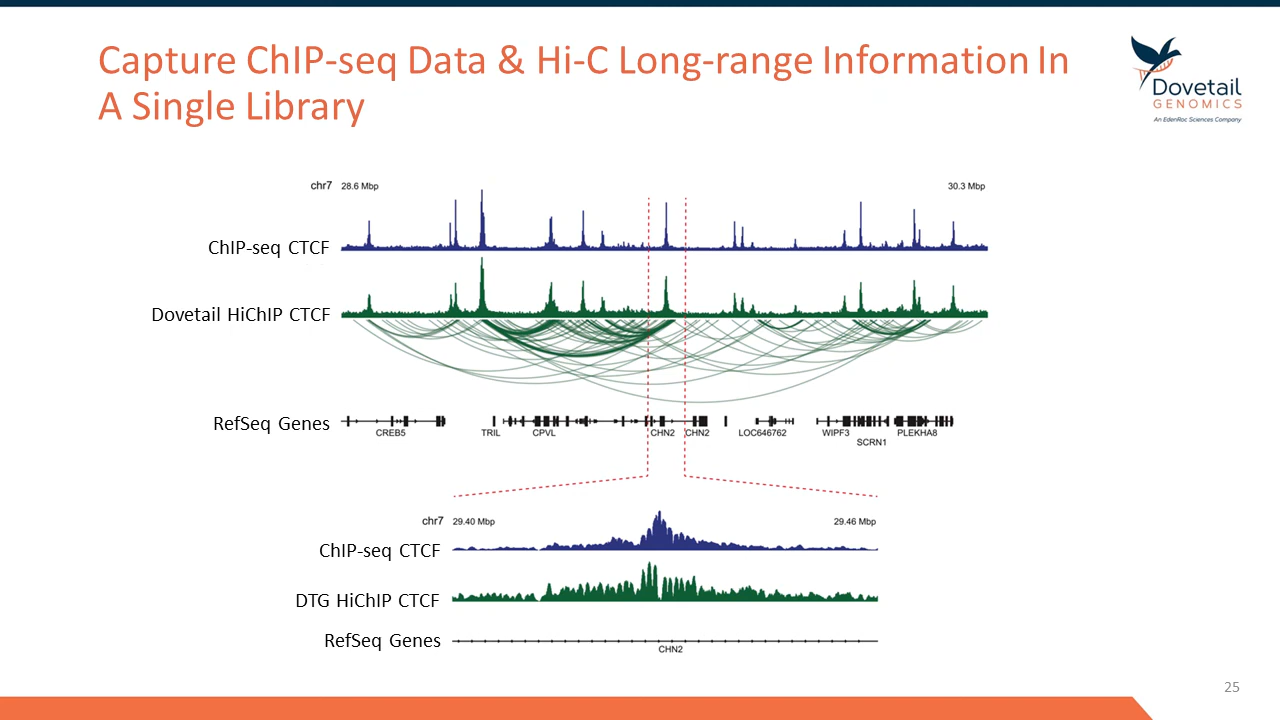 Capture ChIP-seq Data & Hi-C Long-range Information In
A Single Library
Dovetail
GENOMICS
An EdenRoc Sciences Company
chr7 28.6 Mbp 30.3 Mbp
ChIP-seq CTCF
Dovetail HiChIP CTCF
RefSeq Genes
CREB5 TRIL CPVL CHN2 CHN2 LOC646762 WIPF3 PLEKHA8
SCRN1
chr7 29.40 Mbp 29.46 Mbp
ChIP-seq CTCF
DTG HiChIP CTCF
RefSeq Genes
CHN2
25